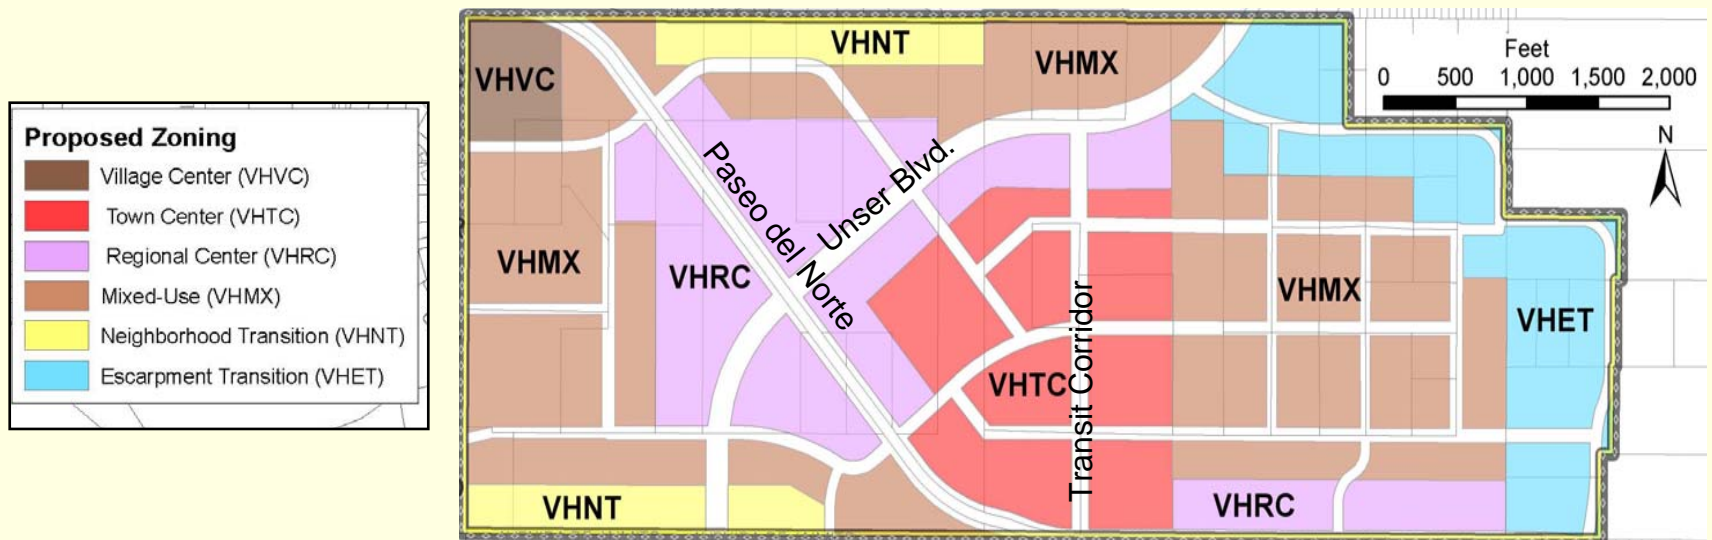 Proposed Zoning
Village Center (VHVC)
Town Center (VHTC)
Regional Center (VHRC)
Mixed-Use (VHMX)
Neighborhood Transition (VHNT)
Escarpment Transition (VHET)
VHVC
VHNT
VHMX
Feet
0 500 1,000 1,500 2,000
N
Paseo del Norte
Unser Blvd.
VHMX
VHRC
VHMX
VHET
VHTC
Transit Corridor
VHNT
VHRC